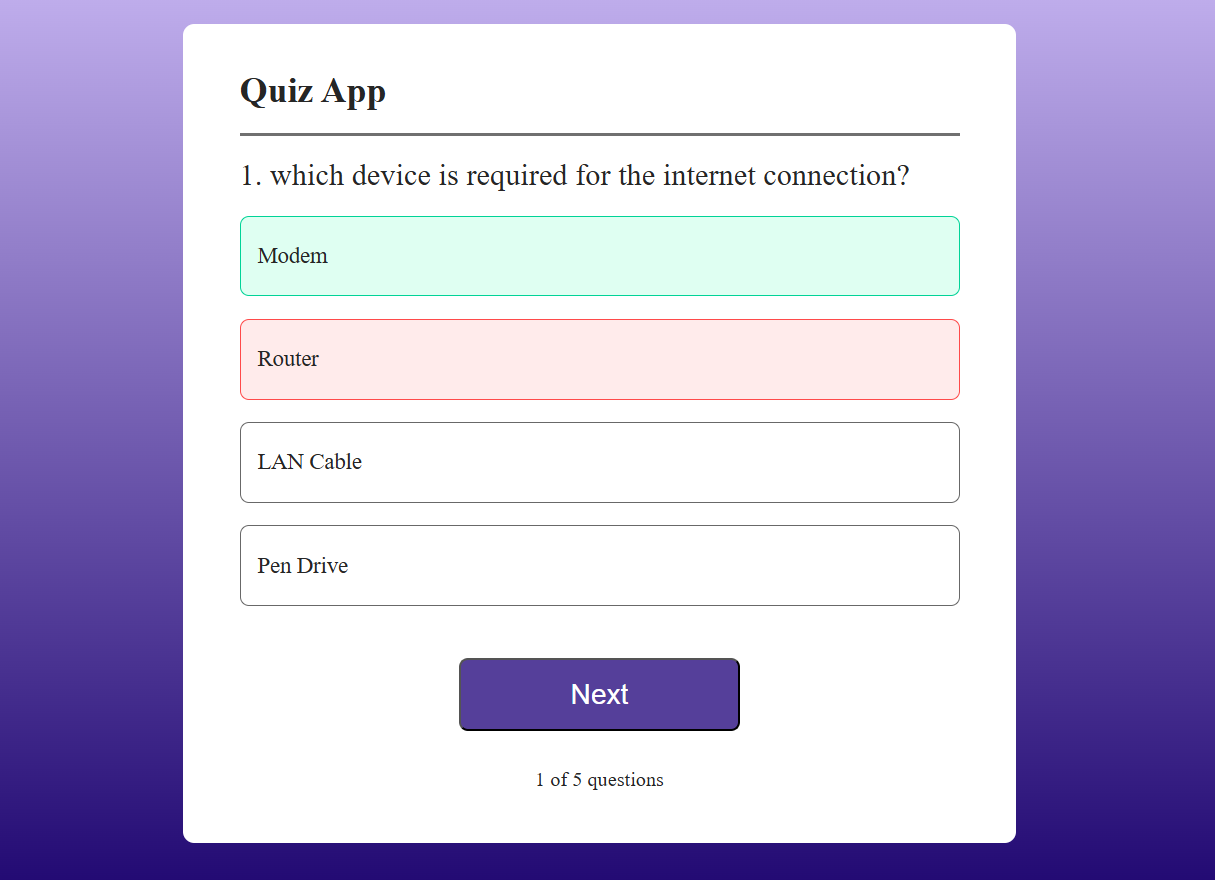 Quiz App
1. which device is required for the internet connection?
Modem
Router
LAN Cable
Pen Drive
Next
1 of 5 questions